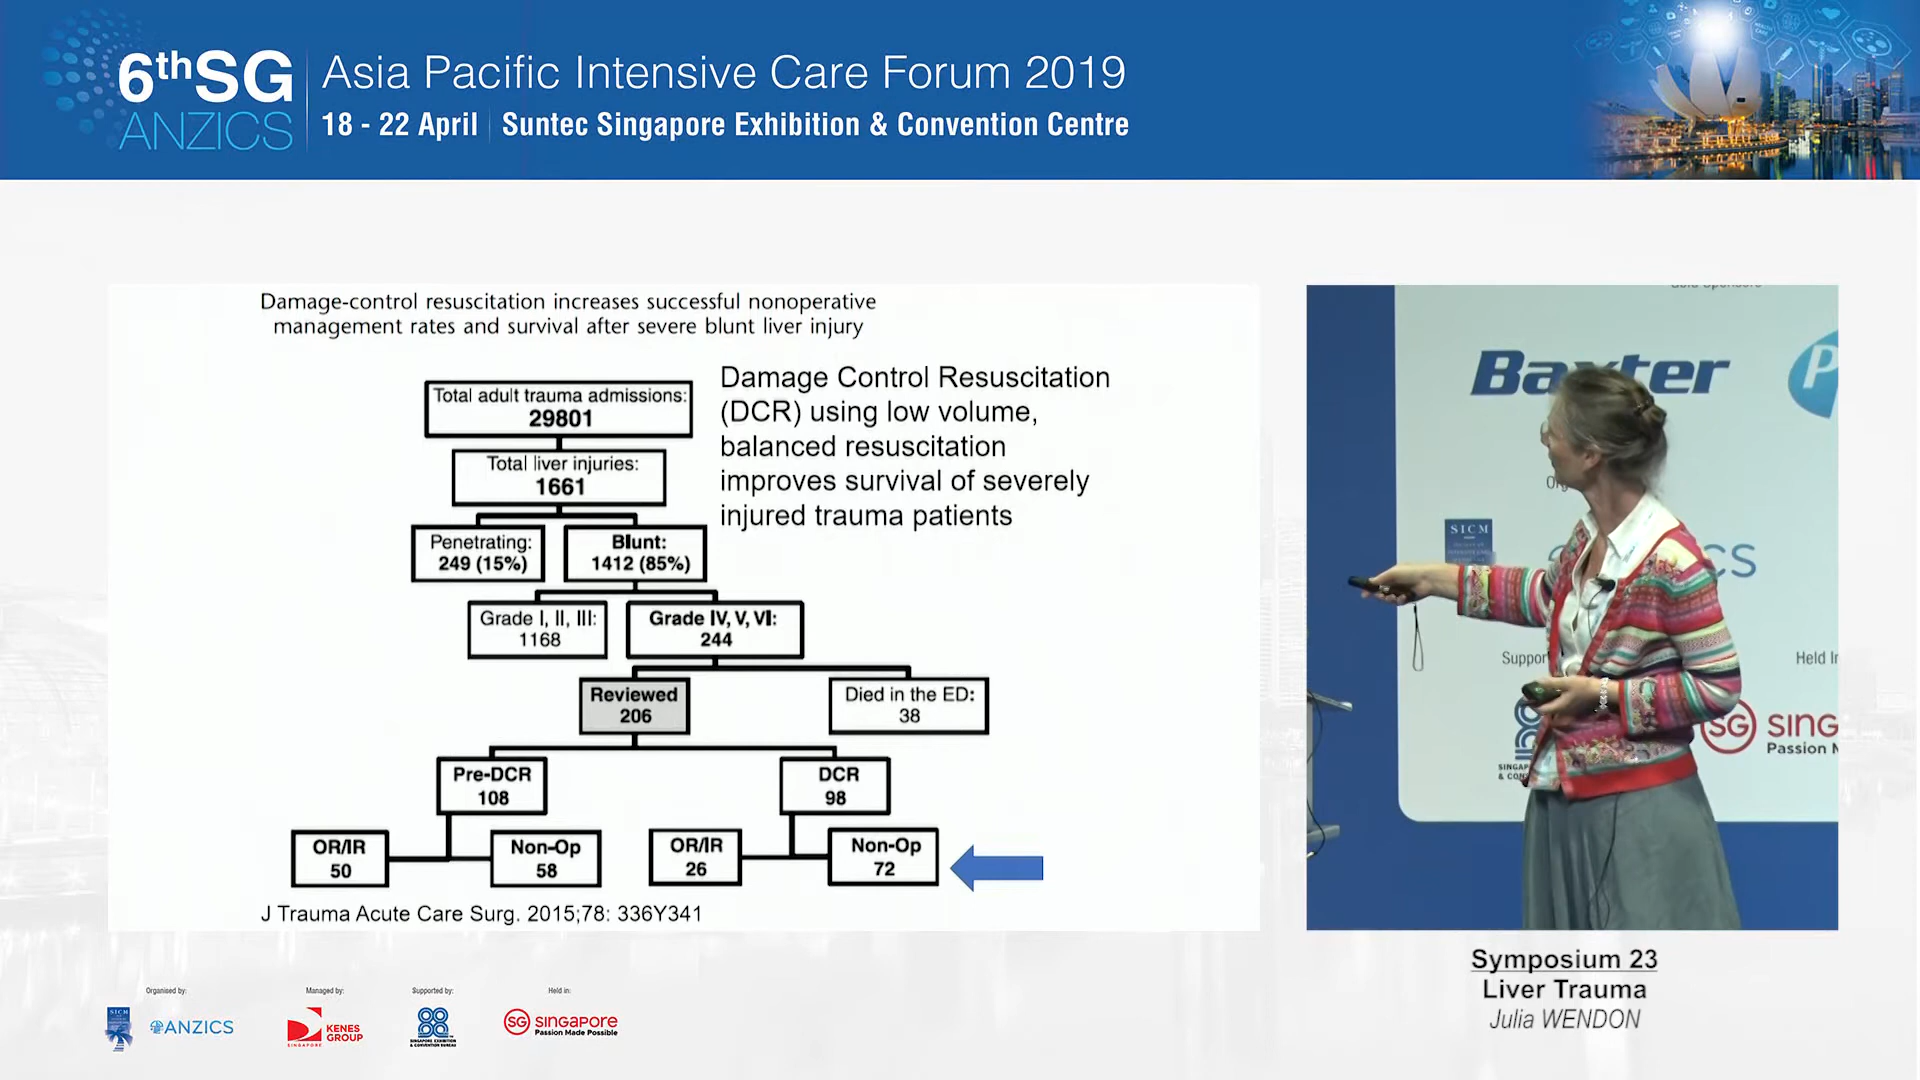 6thSG
ANZICS
Asia Pacific Intensive Care Forum 2019
18 - 22 April | Suntec Singapore Exhibition & Convention Centre
Damage-control resuscitation increases successful nonoperative
management rates and survival after severe blunt liver injury
Damage Control Resuscitation
(DCR) using low volume,
balanced resuscitation
improves survival of severely
injured trauma patients
Total adult trauma admissions:
29801
Total liver injuries:
1661
Penetrating:
249 (15%)
Blunt:
1412 (85%)
Grade I, II, III:
1168
Grade IV, V, VI:
244
Reviewed
206
Died in the ED:
38
Pre-DCR
108
DCR
98
OR/IR
50
Non-Op
58
OR/IR
26
Non-Op
72
J Trauma Acute Care Surg. 2015;78: 336Y341
Baxter
P
Org
SICM
CS
Suppor
Held In
SINGAP
& CON
SG SING
Passion M
Symposium 23
Liver Trauma
Julia WENDON
Organised by:
SICM
ANZICS
Managed by:
KENES
GROUP
SINGAPORE
Supported by:
SINGAPORE EXHIBITION
& CONVENTION BUREAU
Held in:
SG singapore
Passion Made Possible